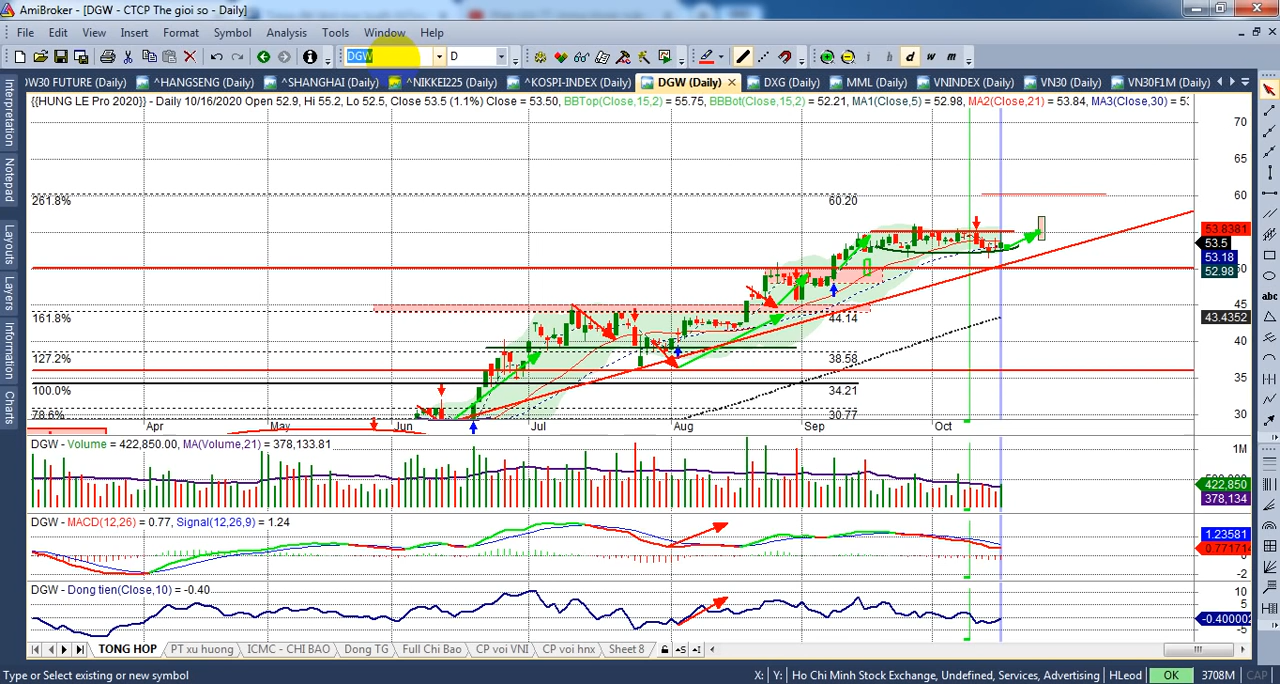 AmiBroker - [DGW - CTCP The gioi so - Daily]
File Edit View Insert Format Symbol Analysis Tools Window Help
DGW D d w m
W30 FUTURE (Daily) ^HANGSENG (Daily) ^SHANGHAI (Daily) ^NIKKEI225 (Daily) ^KOSPI-INDEX (Daily) DGW (Daily) DXG (Daily) MML (Daily) VNINDEX (Daily) VN30 (Daily) VN30F1M (Daily)
{{HUNG LE Pro 2020}} - Daily 10/16/2020 Open 52.9, Hi 55.2, Lo 52.5, Close 53.5 (1.1%) Close = 53.50, BBTop(Close,15,2) = 55.75, BBBot(Close,15,2) = 52.21, MA1(Close,5) = 52.98, MA2(Close,21) = 53.84, MA3(Close,30) = 53
Interpretation
Notepad
Layouts
Layers
Information
Charts
abc
70
65
261.8% 60.20 60
53.8381
53.5
53.18
52.98 50
45
161.8% 44.14 43.4352
40
127.2% 38.58
35
100.0% 34.21
78.6% 30.77 30
Apr May Jun Jul Aug Sep Oct
DGW - Volume = 422,850.00, MA(Volume,21) = 378,133.81
1M
422,850
378,134
DGW - MACD(12,26) = 0.77, Signal(12,26,9) = 1.24
1.23581
0.77171
-2
DGW - Dong tien(Close,10) = -0.40
10
5
-0.40000
-5
TONG HOP PT xu huong ICMC - CHI BAO Dong TG Full Chi Bao CP voi VNI CP voi hnx Sheet 8
Type or Select existing or new symbol X: Y: Ho Chi Minh Stock Exchange, Undefined, Services, Advertising HLeod OK 3708M CAP